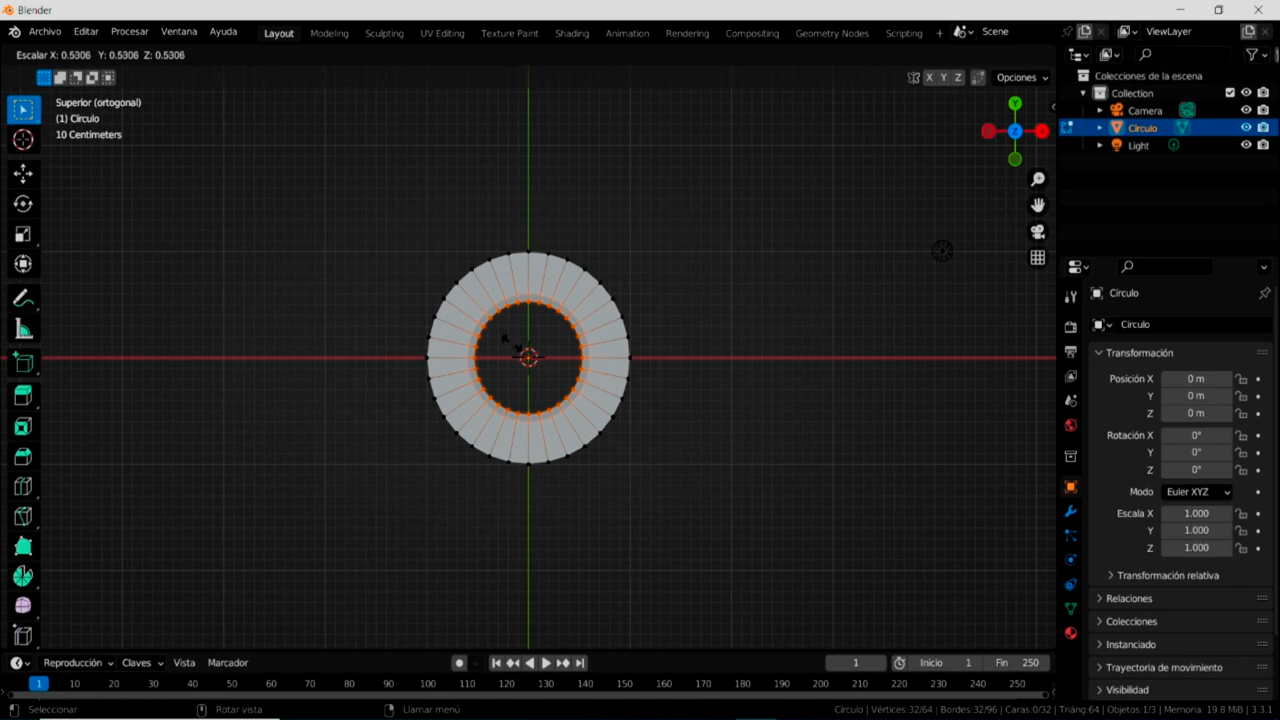 Blender
Archivo Editar Procesar Ventana Ayuda Layout Modeling Sculpting UV Editing Texture Paint Shading Animation Rendering Compositing Geometry Nodes Scripting + Scene ViewLayer
Escalar X: 0.5306 Y: 0.5306 Z: 0.5306
X Y Z Opciones
Superior (ortogonal)
(1) Círculo
10 Centimeters
Y
Z
X
Colecciones de la escena
Collection
Camera
Círculo
Light
Círculo
Círculo
Transformación
Posición X 0 m
Y 0 m
Z 0 m
Rotación X 0°
Y 0°
Z 0°
Modo Euler XYZ
Escala X 1.000
Y 1.000
Z 1.000
Transformación relativa
Relaciones
Colecciones
Instanciado
Trayectoria de movimiento
Visibilidad
Reproducción Claves Vista Marcador 1 Inicio 1 Fin 250
1 10 20 30 40 50 60 70 80 90 100 110 120 130 140 150 160 170 180 190 200 210 220 230 240 250
Seleccionar Rotar vista Llamar menú Círculo | Vértices:32/64 | Bordes:32/96 | Caras:0/32 | Triáng:64 | Objetos:1/3 | Memoria: 19.8 MiB | 3.3.1